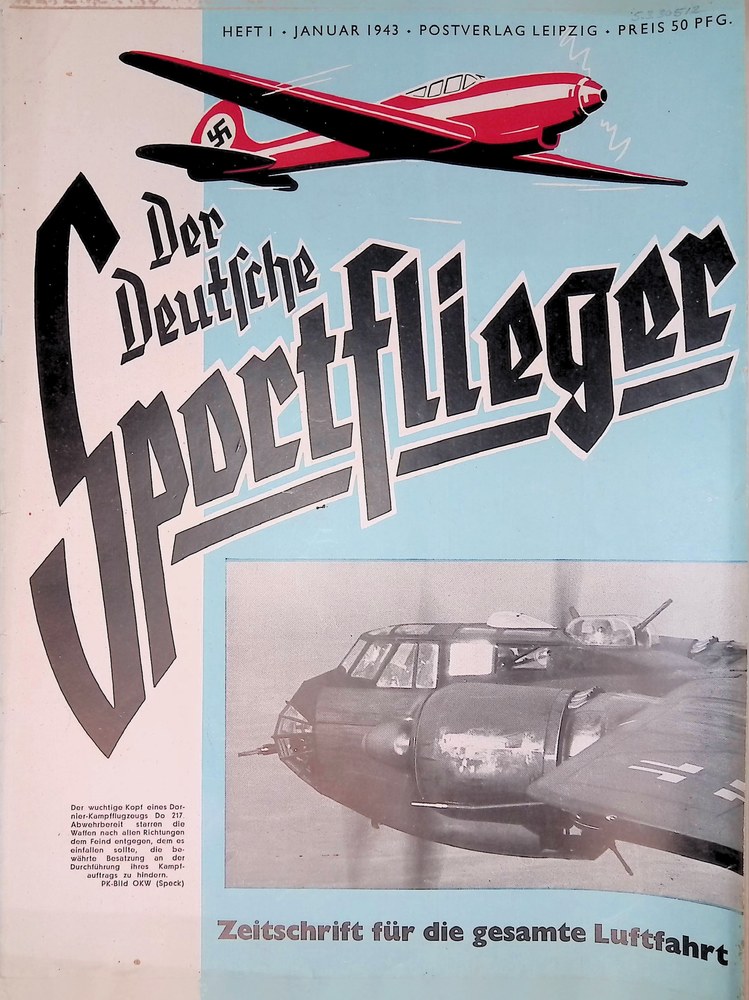 HEFT 1 • JANUAR 1943 • POSTVERLAG LEIPZIG • PREIS 50 PFG.
Der
Deutsche
Sportflieger
Der wuchtige Kopf eines Dor-
nier-Kampfflugzeugs Do 217.
Abwehrbereit starren die
Waffen nach allen Richtungen
dem Feind entgegen, dem es
einfallen sollte, die be-
währte Besatzung an der
Durchführung ihres Kampf-
auftrags zu hindern.
PK-Bild OKW (Speck)
Zeitschrift für die gesamte Luftfahrt